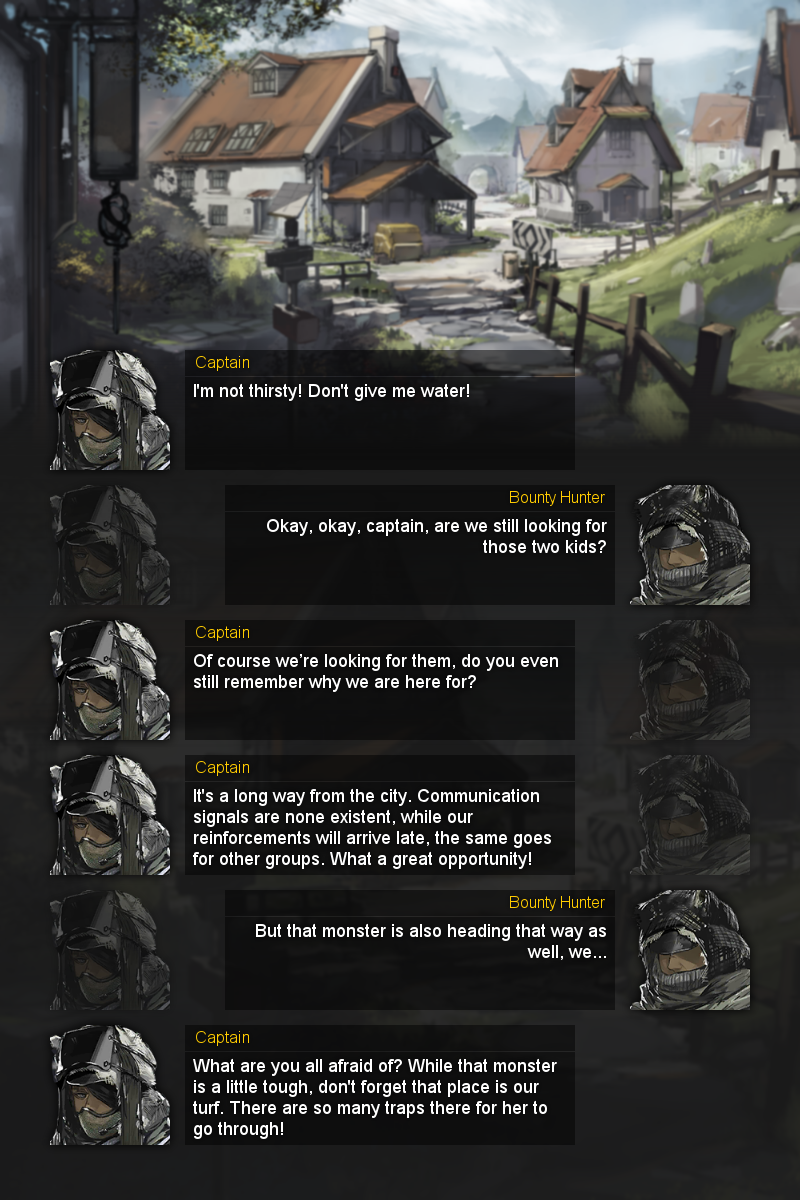 Captain
I'm not thirsty! Don't give me water!
Bounty Hunter
Okay, okay, captain, are we still looking for
those two kids?
Captain
Of course we’re looking for them, do you even
still remember why we are here for?
Captain
It's a long way from the city. Communication
signals are none existent, while our
reinforcements will arrive late, the same goes
for other groups. What a great opportunity!
Bounty Hunter
But that monster is also heading that way as
well, we...
Captain
What are you all afraid of? While that monster
is a little tough, don't forget that place is our
turf. There are so many traps there for her to
go through!